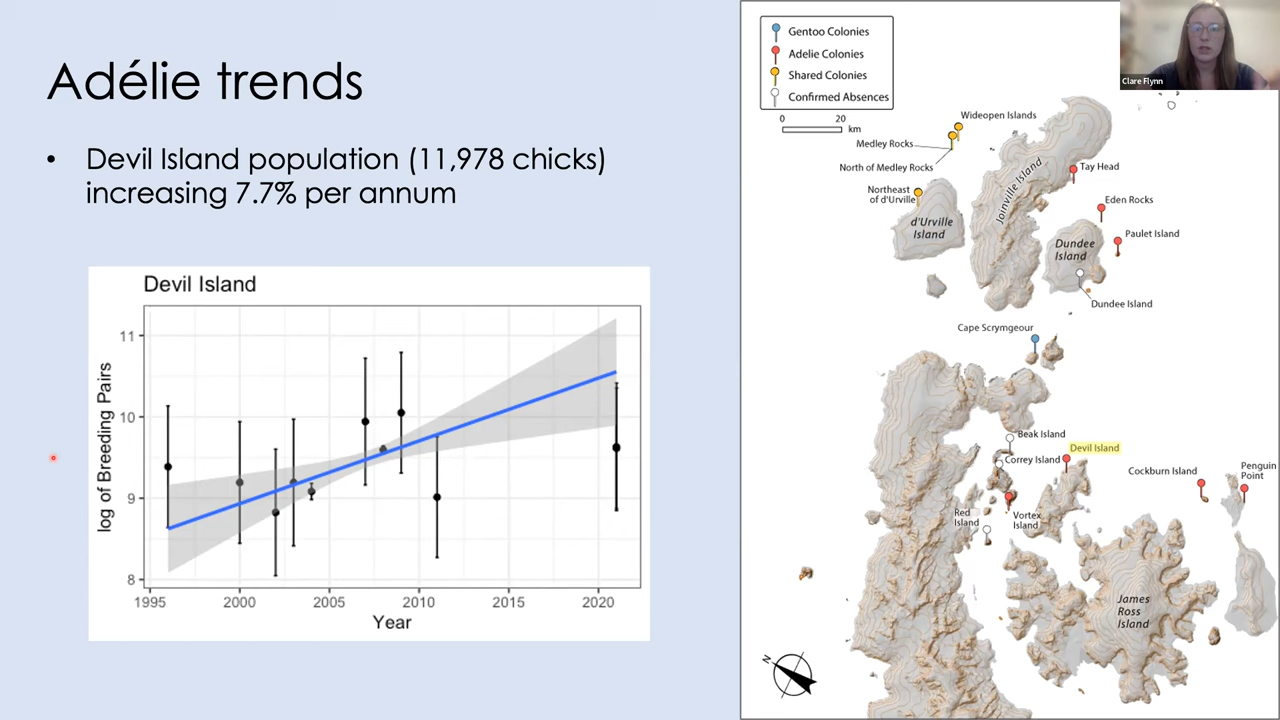 Adélie trends
• Devil Island population (11,978 chicks)
increasing 7.7% per annum
Devil Island
log of Breeding Pairs
11
10
9
8
1995 2000 2005 2010 2015 2020
Year
Gentoo Colonies
Adelie Colonies
Shared Colonies
Confirmed Absences
0 20
km
Clare Flynn
Wideopen Islands
Medley Rocks
North of Medley Rocks
Tay Head
Northeast
of d'Urville
Joinville Island
Eden Rocks
d'Urville
Island
Paulet Island
Dundee
Island
Dundee Island
Cape Scrymgeour
Beak Island
Devil Island
Correy Island
Cockburn Island
Penguin
Point
Red
Island
Vortex
Island
James
Ross
Island
N